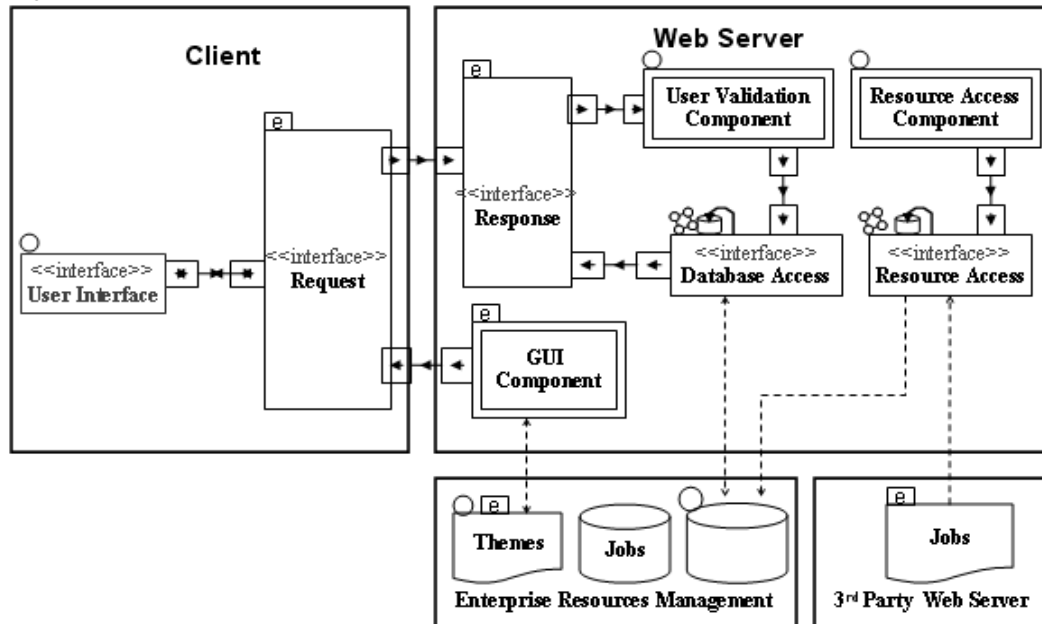 Client
e
<<interface>>
Request
<<interface>>
User Interface
Web Server
e
<<interface>>
Response
User Validation
Component
Resource Access
Component
<<interface>>
Database Access
<<interface>>
Resource Access
e
GUI
Component
e
Themes
Jobs
Enterprise Resources Management
e
Jobs
3rd Party Web Server